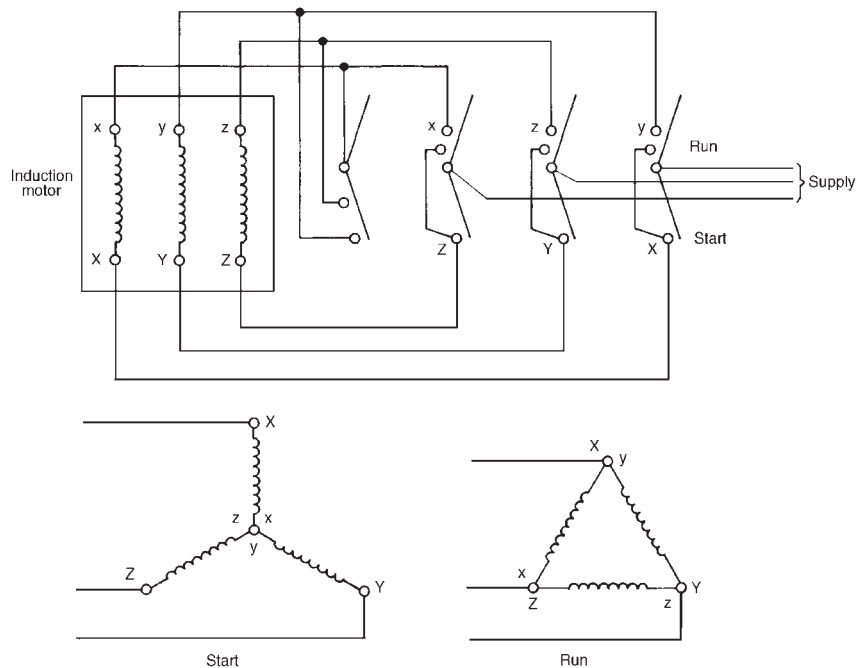 x y z
x z y
Run
Induction
motor
Supply
X Y Z
Z Y X
Start
X
z x
y
Z
Y
Start
X y
x
Z
z Y
Run